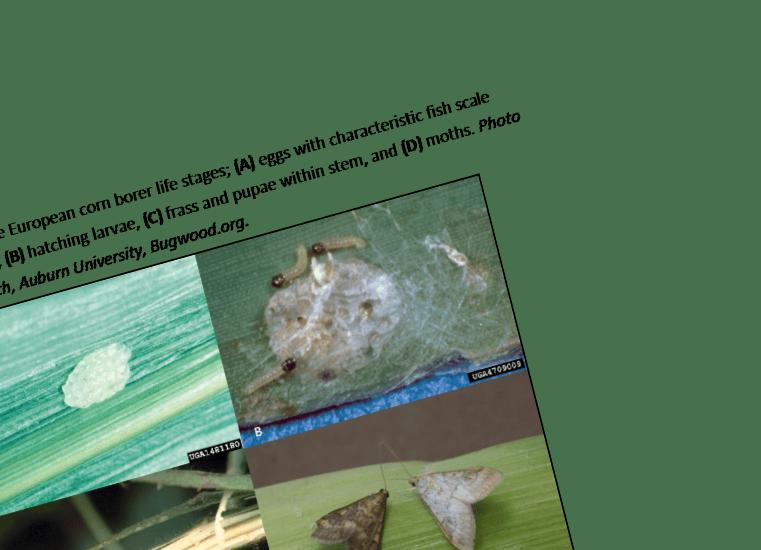 e European corn borer life stages; (A) eggs with characteristic fish scale
, (B) hatching larvae, (C) frass and pupae within stem, and (D) moths. Photo
h, Auburn University, Bugwood.org.
UGA4709009
UGA1481180
B